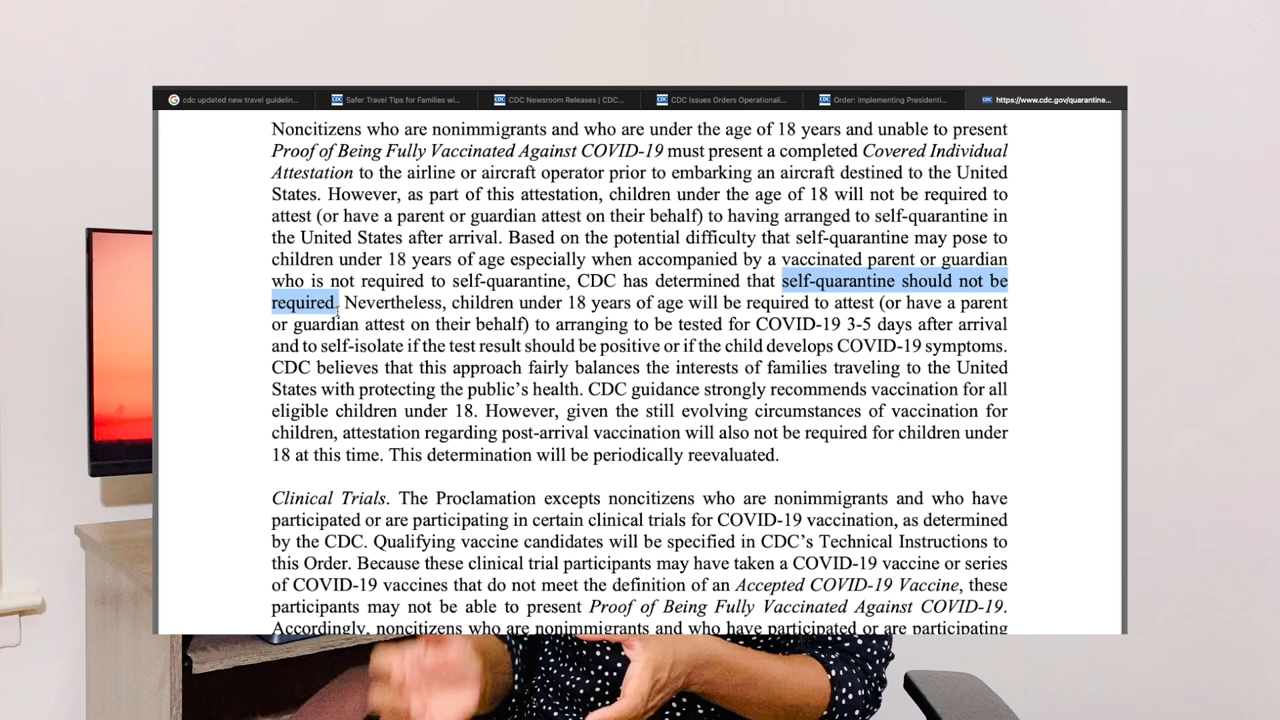 cdc updated new travel guidelin...
CDC Safer Travel Tips for Families wi...
CDC CDC Newsroom Releases | CDC...
CDC CDC Issues Orders Operationali...
CDC Order: Implementing Presidenti...
CDC https://www.cdc.gov/quarantine...
Noncitizens who are nonimmigrants and who are under the age of 18 years and unable to present
Proof of Being Fully Vaccinated Against COVID-19 must present a completed Covered Individual
Attestation to the airline or aircraft operator prior to embarking an aircraft destined to the United
States. However, as part of this attestation, children under the age of 18 will not be required to
attest (or have a parent or guardian attest on their behalf) to having arranged to self-quarantine in
the United States after arrival. Based on the potential difficulty that self-quarantine may pose to
children under 18 years of age especially when accompanied by a vaccinated parent or guardian
who is not required to self-quarantine, CDC has determined that self-quarantine should not be
required. Nevertheless, children under 18 years of age will be required to attest (or have a parent
or guardian attest on their behalf) to arranging to be tested for COVID-19 3-5 days after arrival
and to self-isolate if the test result should be positive or if the child develops COVID-19 symptoms.
CDC believes that this approach fairly balances the interests of families traveling to the United
States with protecting the public's health. CDC guidance strongly recommends vaccination for all
eligible children under 18. However, given the still evolving circumstances of vaccination for
children, attestation regarding post-arrival vaccination will also not be required for children under
18 at this time. This determination will be periodically reevaluated.
Clinical Trials. The Proclamation excepts noncitizens who are nonimmigrants and who have
participated or are participating in certain clinical trials for COVID-19 vaccination, as determined
by the CDC. Qualifying vaccine candidates will be specified in CDC's Technical Instructions to
this Order. Because these clinical trial participants may have taken a COVID-19 vaccine or series
of COVID-19 vaccines that do not meet the definition of an Accepted COVID-19 Vaccine, these
participants may not be able to present Proof of Being Fully Vaccinated Against COVID-19.
Accordingly, noncitizens who are nonimmigrants and who have participated or are participating